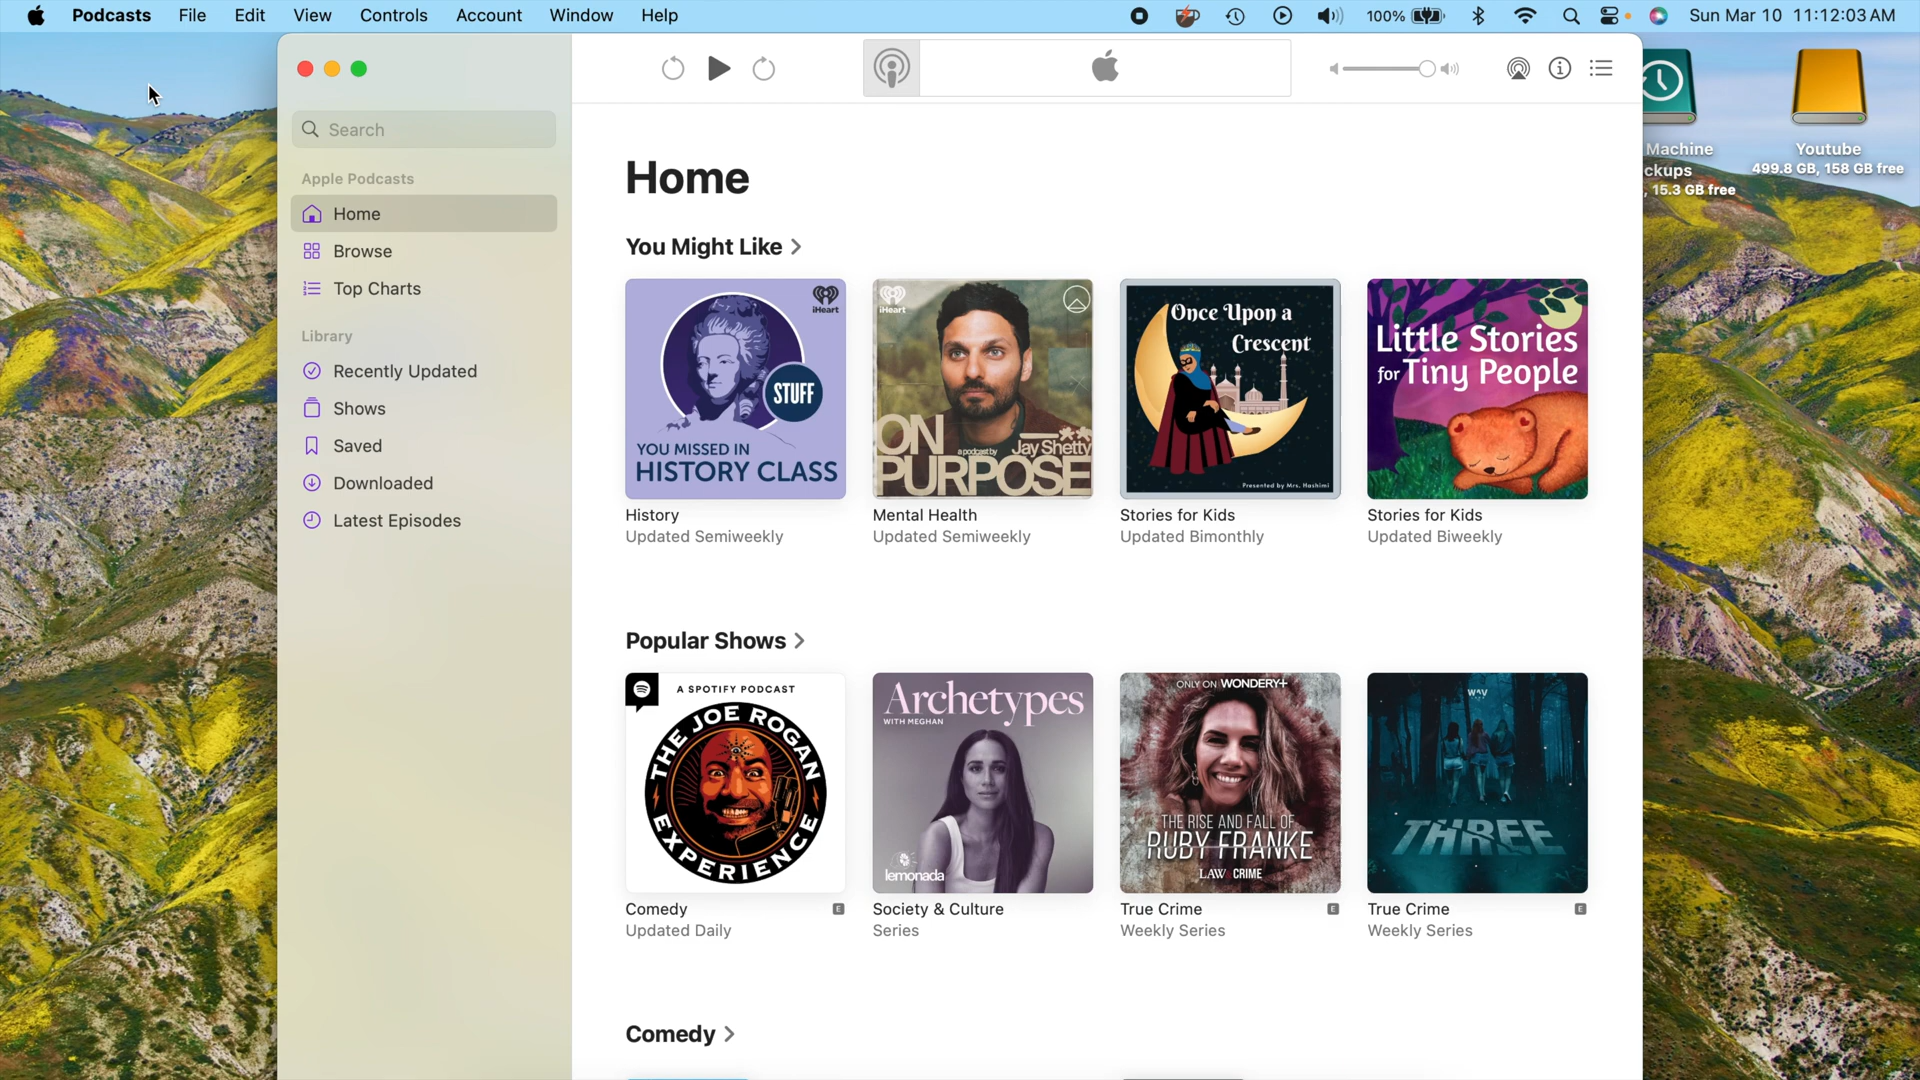 Podcasts File Edit View Controls Account Window Help 100% Sun Mar 10 11:12:03 AM
Search
Apple Podcasts
Home
Browse
Top Charts
Library
Recently Updated
Shows
Saved
Downloaded
Latest Episodes
Machine
ckups
, 15.3 GB free
Youtube
499.8 GB, 158 GB free
Home
You Might Like
iHeart
STUFF
YOU MISSED IN
HISTORY CLASS
History
Updated Semiweekly
iHeart
ON
PURPOSE
a podcast by Jay Shetty
Mental Health
Updated Semiweekly
Once Upon a
Crescent
Presented by Mrs. Hashimi
Stories for Kids
Updated Bimonthly
Little Stories
for Tiny People
Stories for Kids
Updated Biweekly
Popular Shows
A SPOTIFY PODCAST
THE JOE ROGAN
EXPERIENCE
Comedy E
Updated Daily
Archetypes
WITH MEGHAN
lemonada
Society & Culture
Series
ONLY ON WONDERY+
THE RISE AND FALL OF
RUBY FRANKE
LAW & CRIME
True Crime E
Weekly Series
WAV
THREE
True Crime E
Weekly Series
Comedy